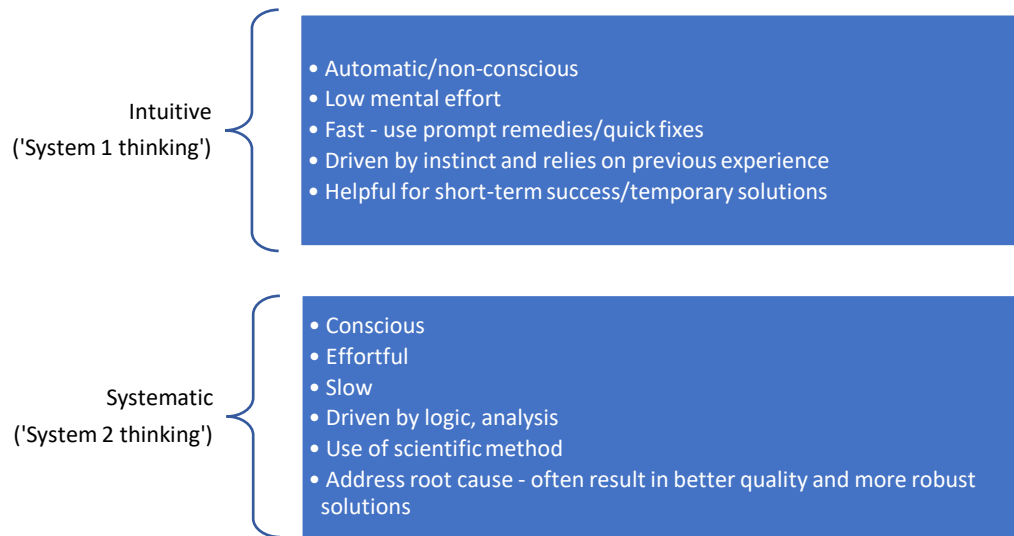 Intuitive
('System 1 thinking')
• Automatic/non-conscious
• Low mental effort
• Fast - use prompt remedies/quick fixes
• Driven by instinct and relies on previous experience
• Helpful for short-term success/temporary solutions
Systematic
('System 2 thinking')
• Conscious
• Effortful
• Slow
• Driven by logic, analysis
• Use of scientific method
• Address root cause - often result in better quality and more robust
solutions